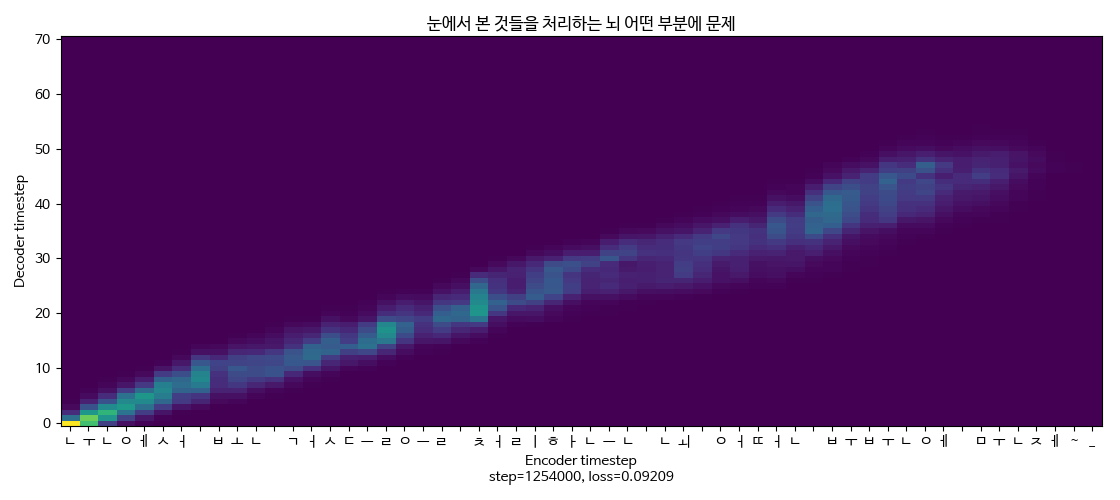 눈에서 본 것들을 처리하는 뇌 어떤 부분에 문제
70
60
50
40
30
20
10
0
Decoder timestep
ㄴ ㅜ ㄴ ㅇ ㅔ ㅅ ㅓ ㅂ ㅗ ㄴ ㄱ ㅓ ㅅ ㄷ ㅡ ㄹ ㅇ ㅡ ㄹ ㅊ ㅓ ㄹ ㅣ ㅎ ㅏ ㄴ ㅡ ㄴ ㄴ ㅚ ㅇ ㅓ ㄸ ㅓ ㄴ ㅂ ㅜ ㅂ ㅜ ㄴ ㅇ ㅔ ㅁ ㅜ ㄴ ㅈ ㅔ ~ _
Encoder timestep
step=1254000, loss=0.09209